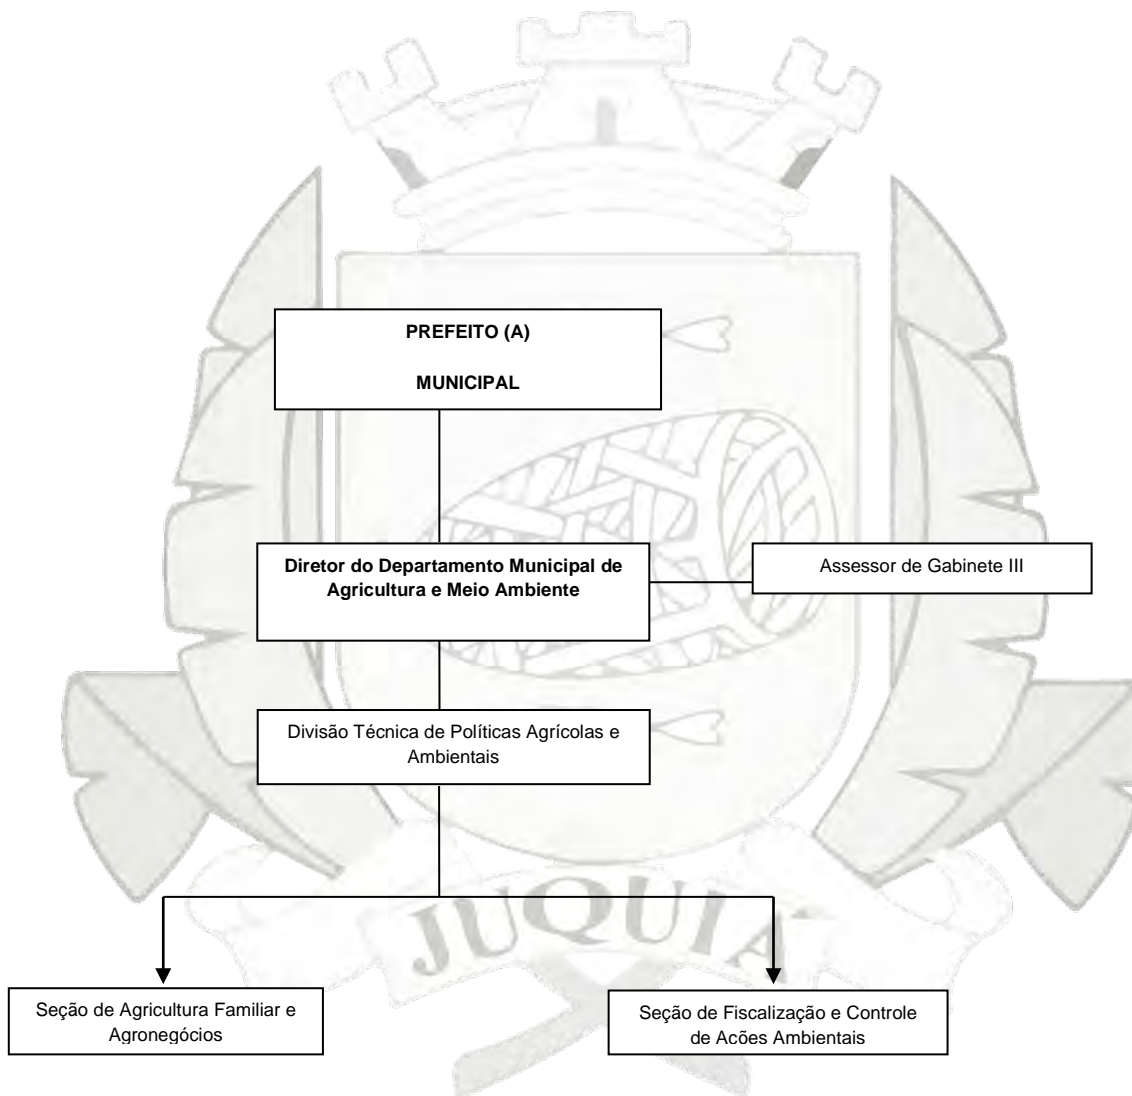 PREFEITO (A)
MUNICIPAL
Diretor do Departamento Municipal de
Agricultura e Meio Ambiente
Assessor de Gabinete III
Divisão Técnica de Políticas Agrícolas e
Ambientais
JUQUIÁ
Seção de Agricultura Familiar e
Agronegócios
Seção de Fiscalização e Controle
de Acões Ambientais